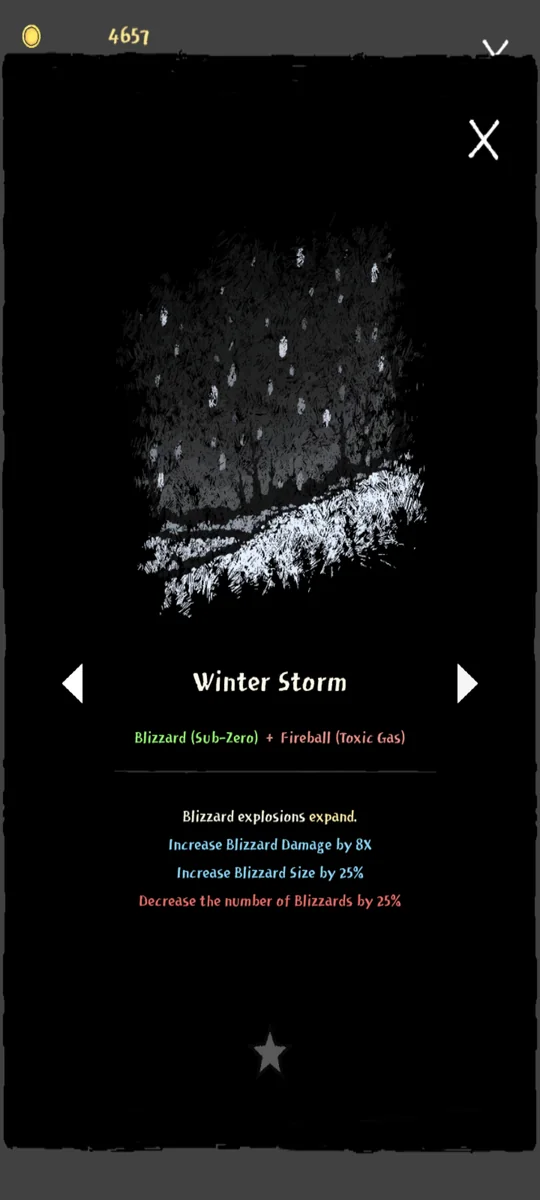 4657
X
Winter Storm
Blizzard (Sub-Zero) + Fireball (Toxic Gas)
Blizzard explosions expand.
Increase Blizzard Damage by 8X
Increase Blizzard Size by 25%
Decrease the number of Blizzards by 25%